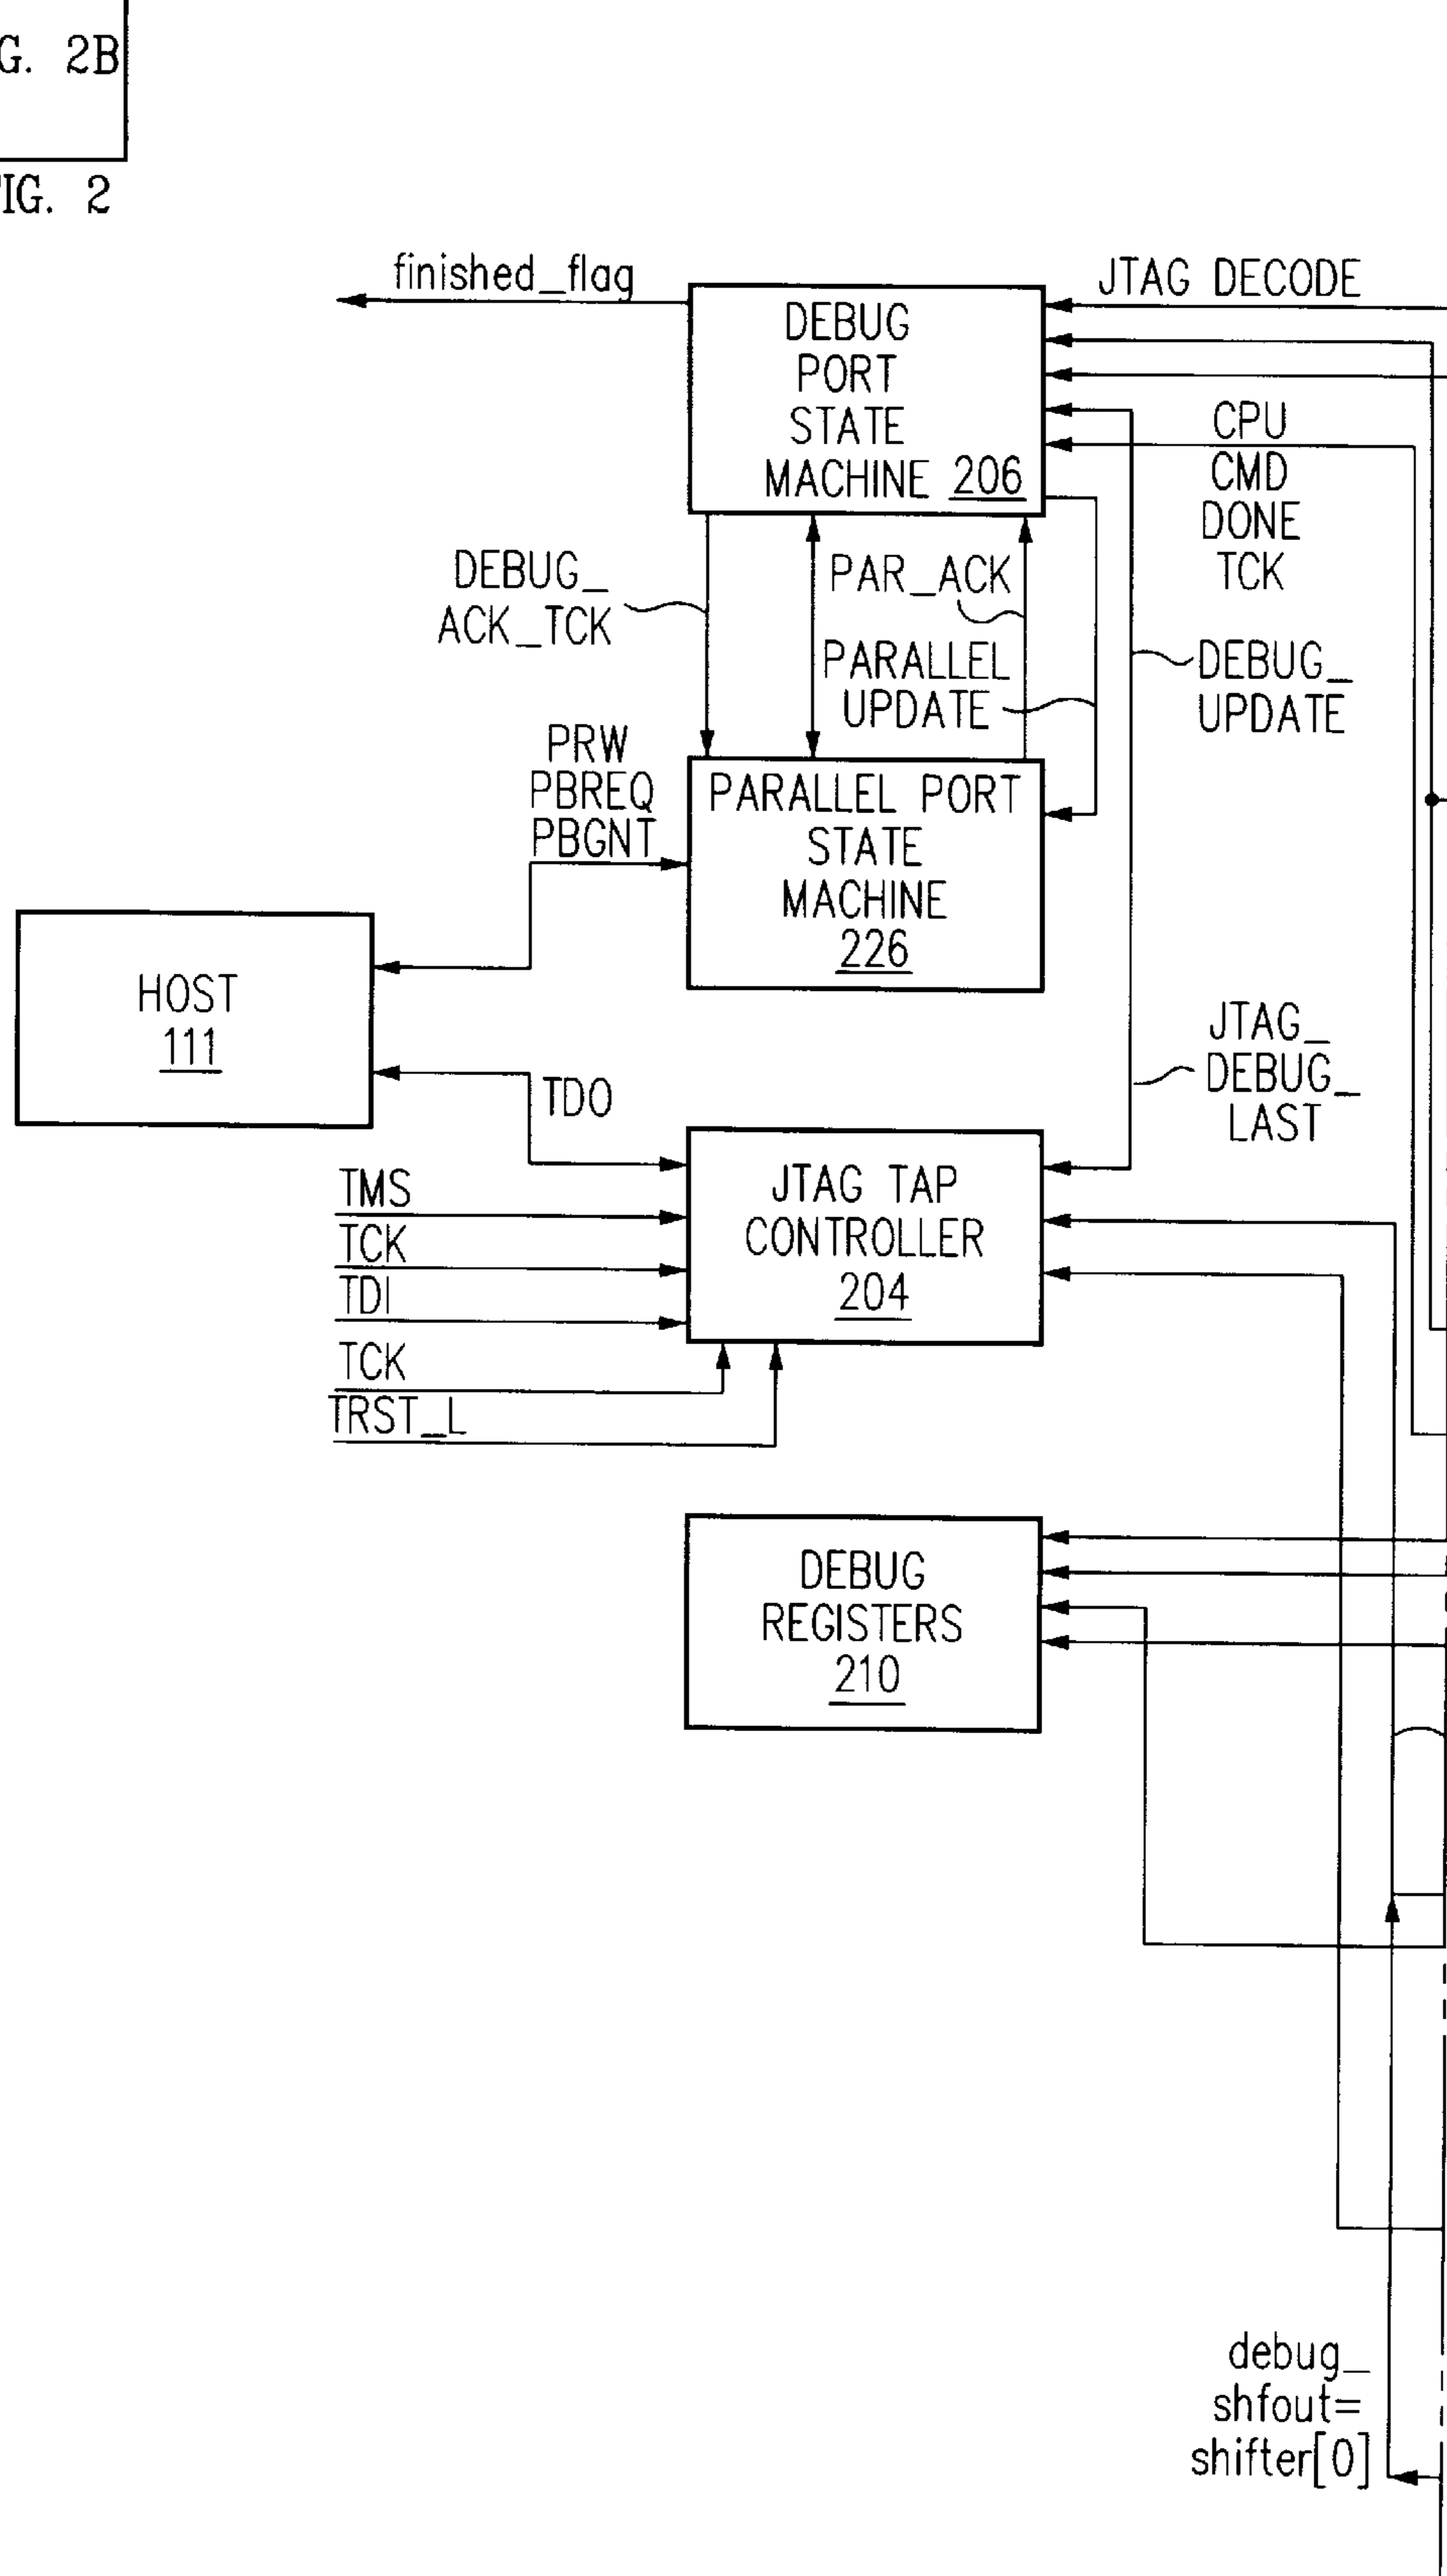 G. 2B
IG. 2
finished_flag
JTAG DECODE
DEBUG
PORT
STATE
MACHINE 206
CPU
CMD
DONE
TCK
DEBUG_
ACK_TCK
PAR_ACK
PARALLEL
UPDATE
DEBUG_
UPDATE
PRW
PBREQ
PBGNT
PARALLEL PORT
STATE
MACHINE
226
HOST
111
TDO
JTAG_
DEBUG_
LAST
JTAG TAP
CONTROLLER
204
TMS
TCK
TDI
TCK
TRST_L
DEBUG
REGISTERS
210
debug_
shfout=
shifter[0]